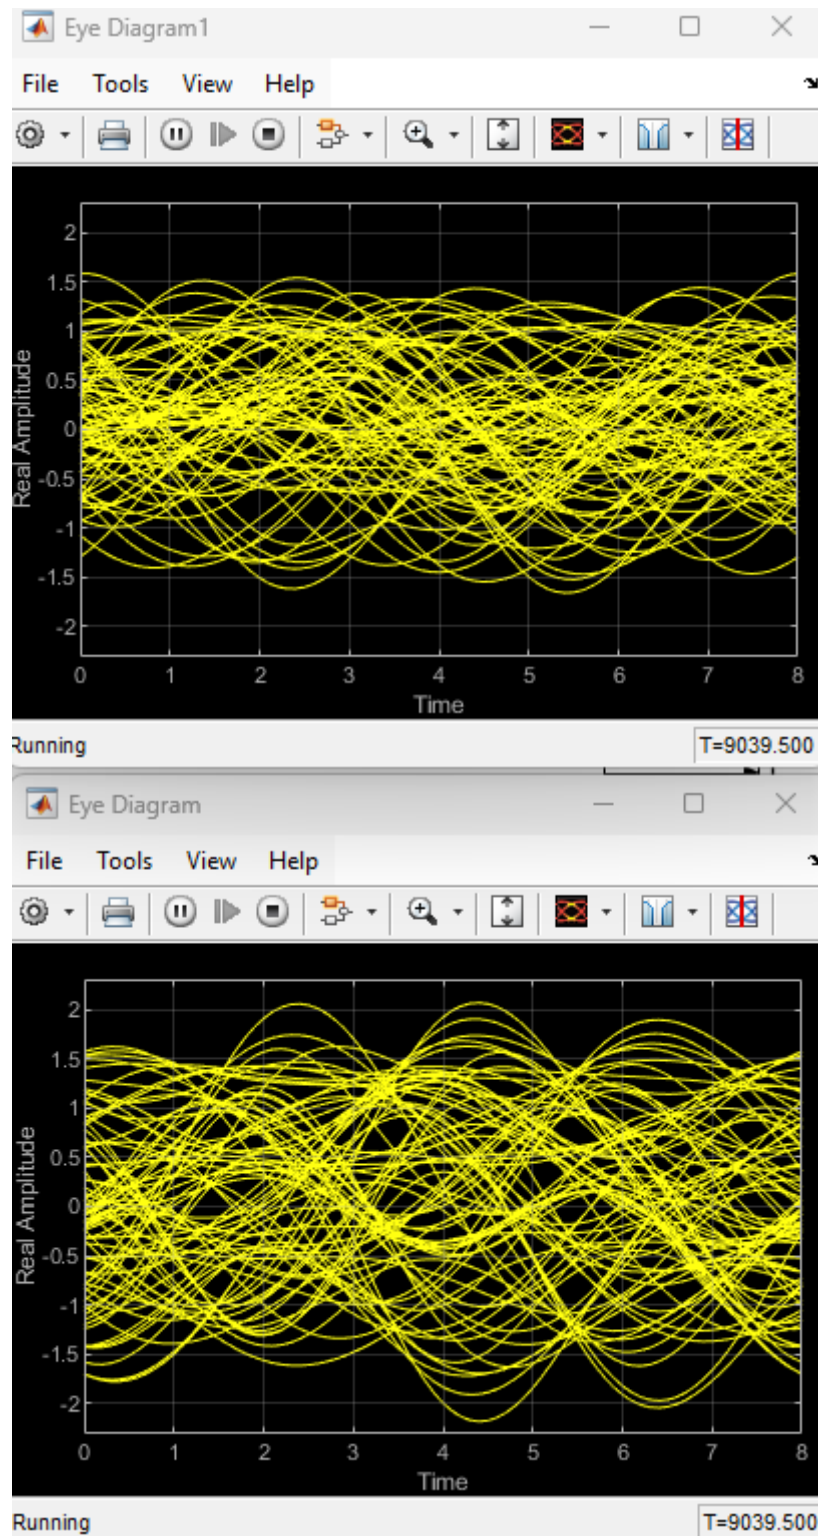 Eye Diagram1
File Tools View Help
2
1.5
1
0.5
0
-0.5
-1
-1.5
-2
Real Amplitude
0 1 2 3 4 5 6 7 8
Time
Running T=9039.500
Eye Diagram
File Tools View Help
2
1.5
1
0.5
0
-0.5
-1
-1.5
-2
Real Amplitude
0 1 2 3 4 5 6 7 8
Time
Running T=9039.500